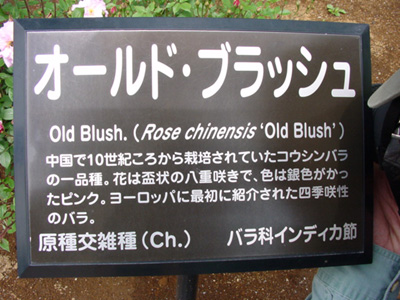 オールド・ブラッシュ
Old Blush. (Rose chinensis 'Old Blush')
中国で10世紀ころから栽培されていたコウシンバラ
の一品種。花は盃状の八重咲きで、色は銀色がかっ
たピンク。ヨーロッパに最初に紹介された四季咲性
のバラ。
原種交雑種(Ch.) バラ科インディカ節